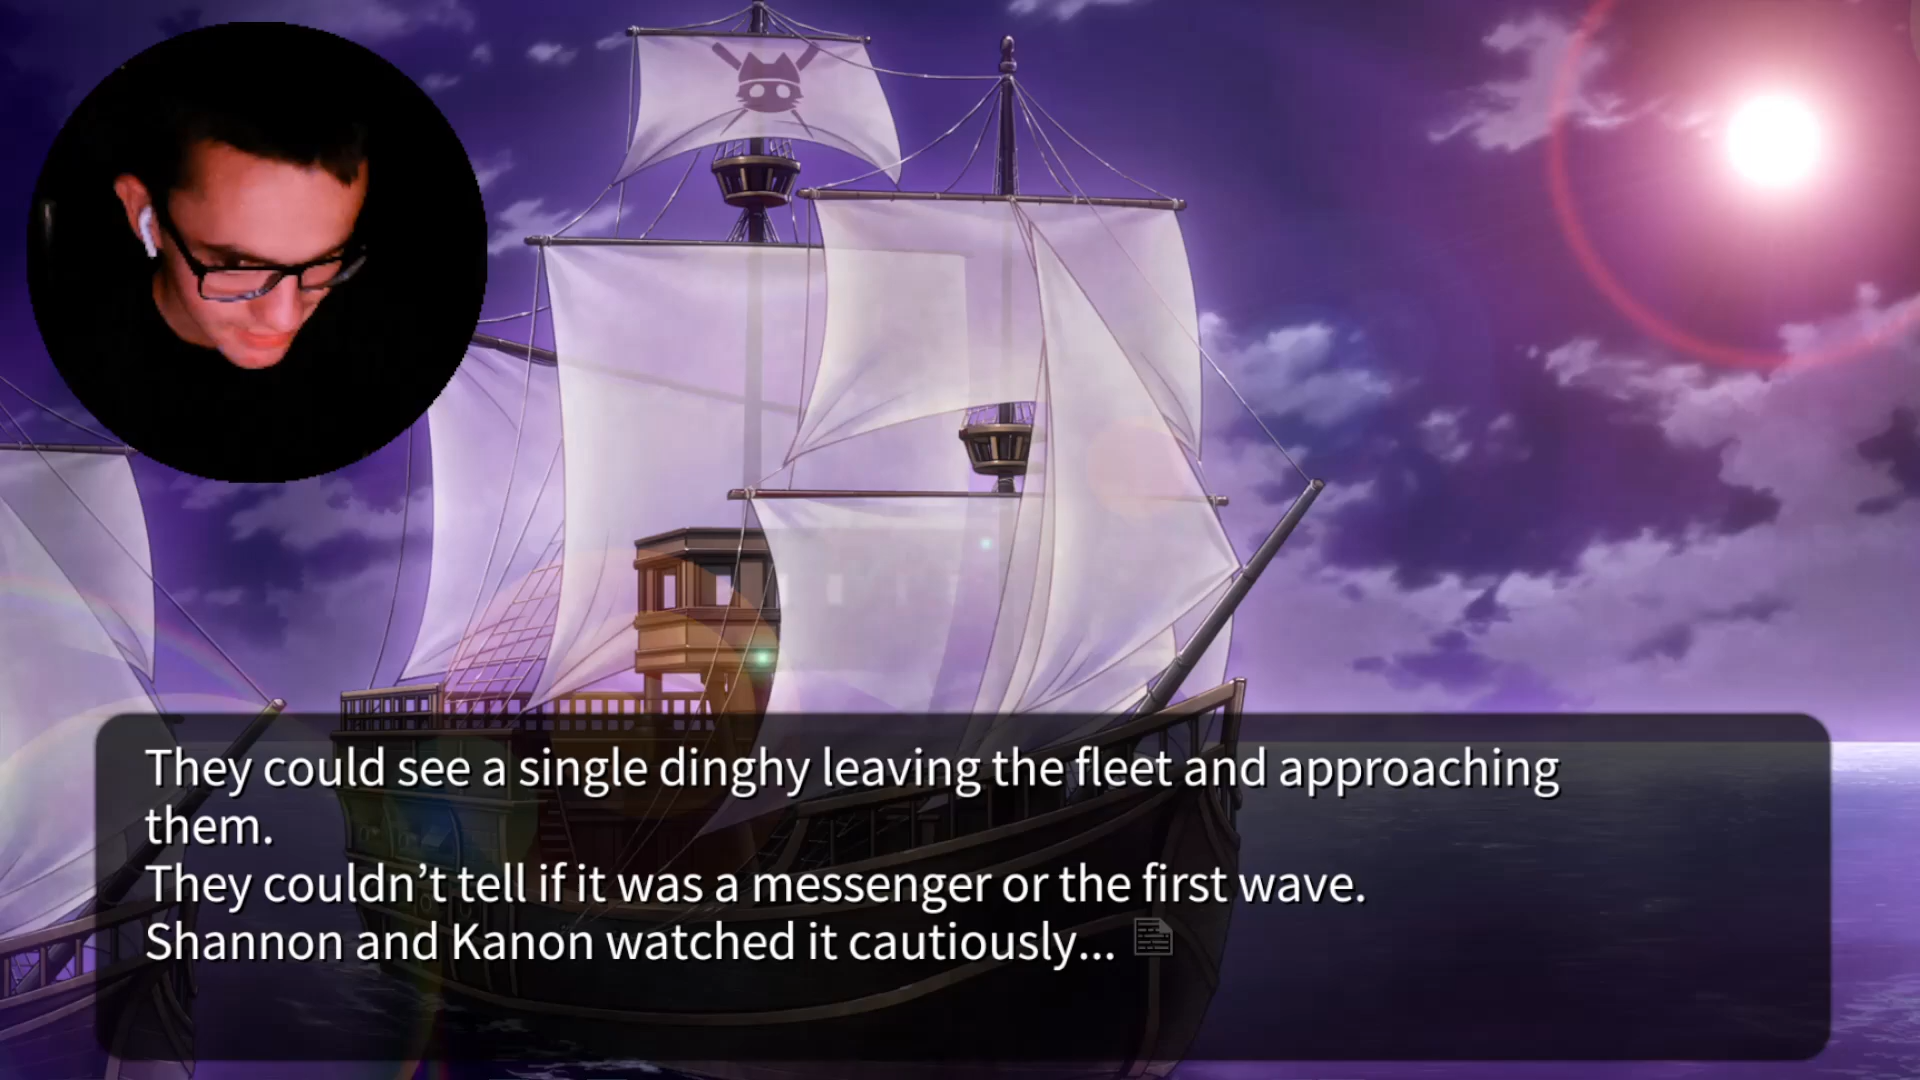 They could see a single dinghy leaving the fleet and approaching
them.
They couldn't tell if it was a messenger or the first wave.
Shannon and Kanon watched it cautiously...